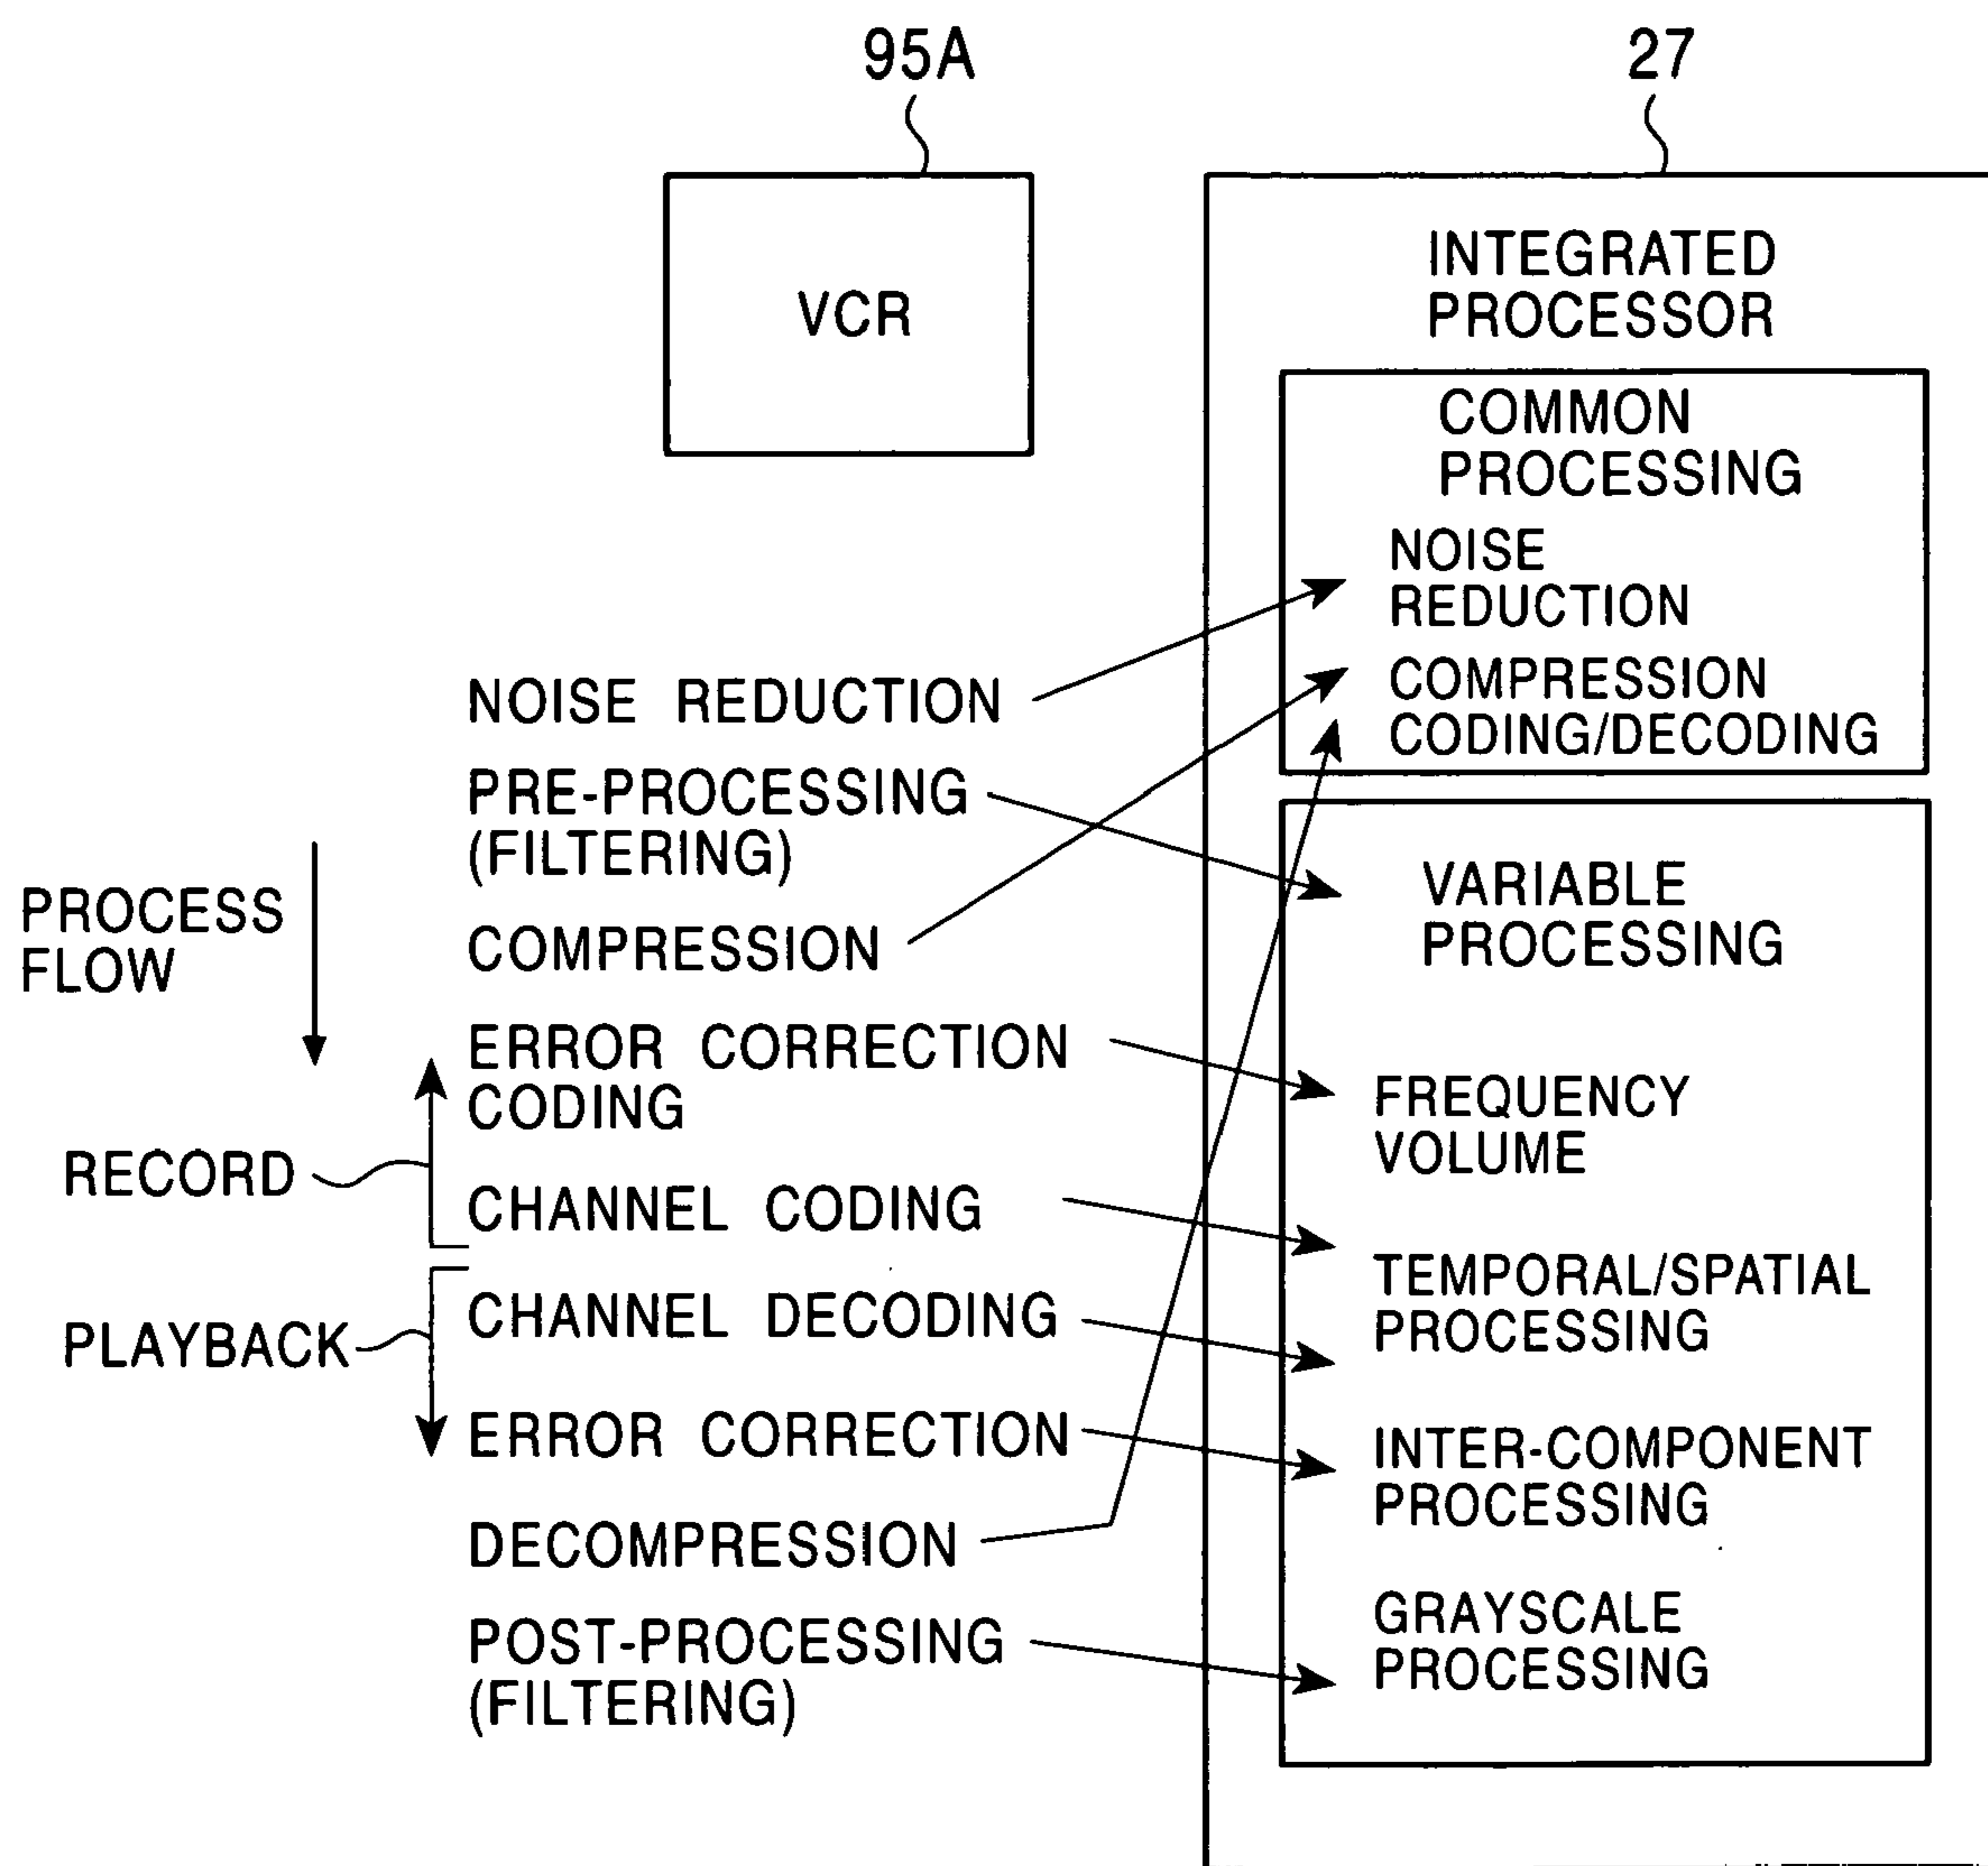 95A
27
VCR
INTEGRATED
PROCESSOR
COMMON
PROCESSING
NOISE
REDUCTION
COMPRESSION
CODING/DECODING
NOISE REDUCTION
PRE-PROCESSING
(FILTERING)
COMPRESSION
ERROR CORRECTION
CODING
CHANNEL CODING
CHANNEL DECODING
ERROR CORRECTION
DECOMPRESSION
POST-PROCESSING
(FILTERING)
PROCESS
FLOW
RECORD
PLAYBACK
VARIABLE
PROCESSING
FREQUENCY
VOLUME
TEMPORAL/SPATIAL
PROCESSING
INTER-COMPONENT
PROCESSING
GRAYSCALE
PROCESSING